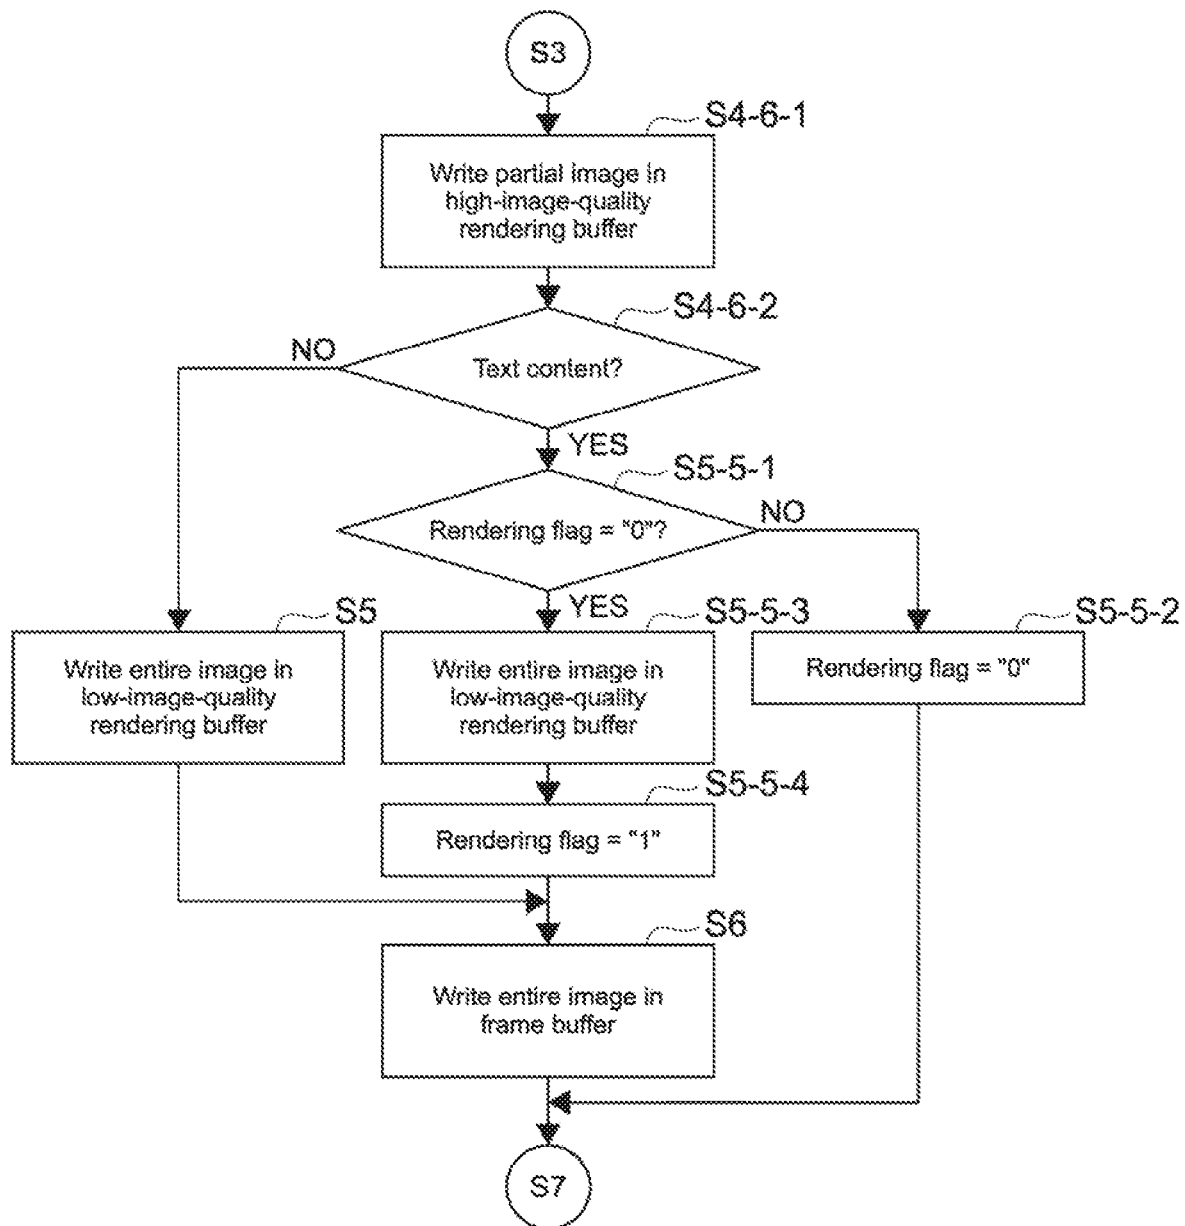 S3
S4-6-1
Write partial image in
high-image-quality
rendering buffer
S4-6-2
NO
Text content?
YES
S5-5-1
NO
Rendering flag = "0"?
YES
S5
S5-5-3
S5-5-2
Write entire image in
low-image-quality
rendering buffer
Write entire image in
low-image-quality
rendering buffer
Rendering flag = "0"
S5-5-4
Rendering flag = "1"
S6
Write entire image in
frame buffer
S7